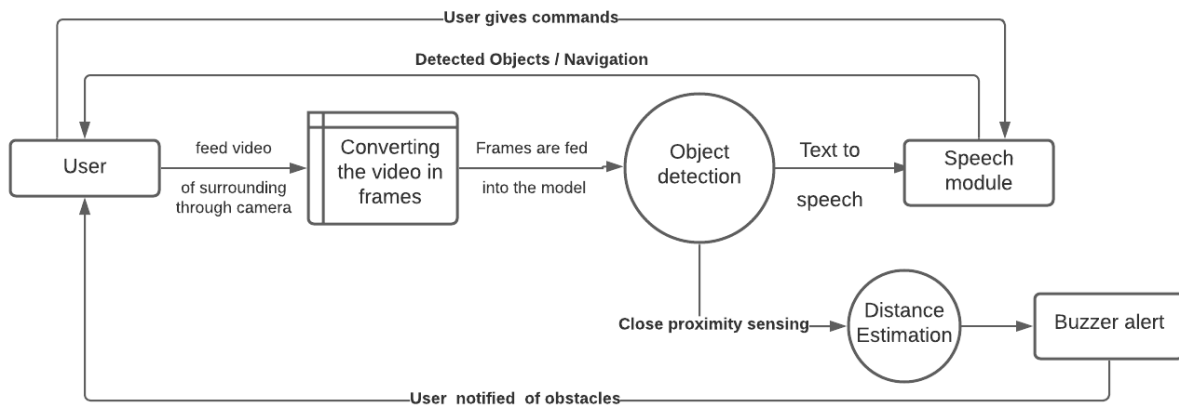 User gives commands
Detected Objects / Navigation
User
feed video
of surrounding
through camera
Converting
the video in
frames
Frames are fed
into the model
Object
detection
Text to
speech
Speech
module
Close proximity sensing
Distance
Estimation
Buzzer alert
User notified of obstacles